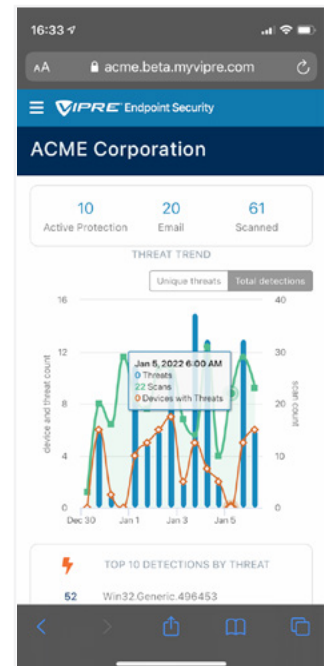 16:33
AA acme.beta.myvipre.com
VIPRE Endpoint Security
ACME Corporation
10 20 61
Active Protection Email Scanned
THREAT TREND
Unique threats Total detections
16 40
12 30
8 20
4 10
0 0
device and threat count
scan count
Jan 5, 2022 6:00 AM
0 Threats
22 Scans
0 Devices with Threats
Dec 30 Jan 1 Jan 3 Jan 5
TOP 10 DETECTIONS BY THREAT
52 Win32.Generic.496453